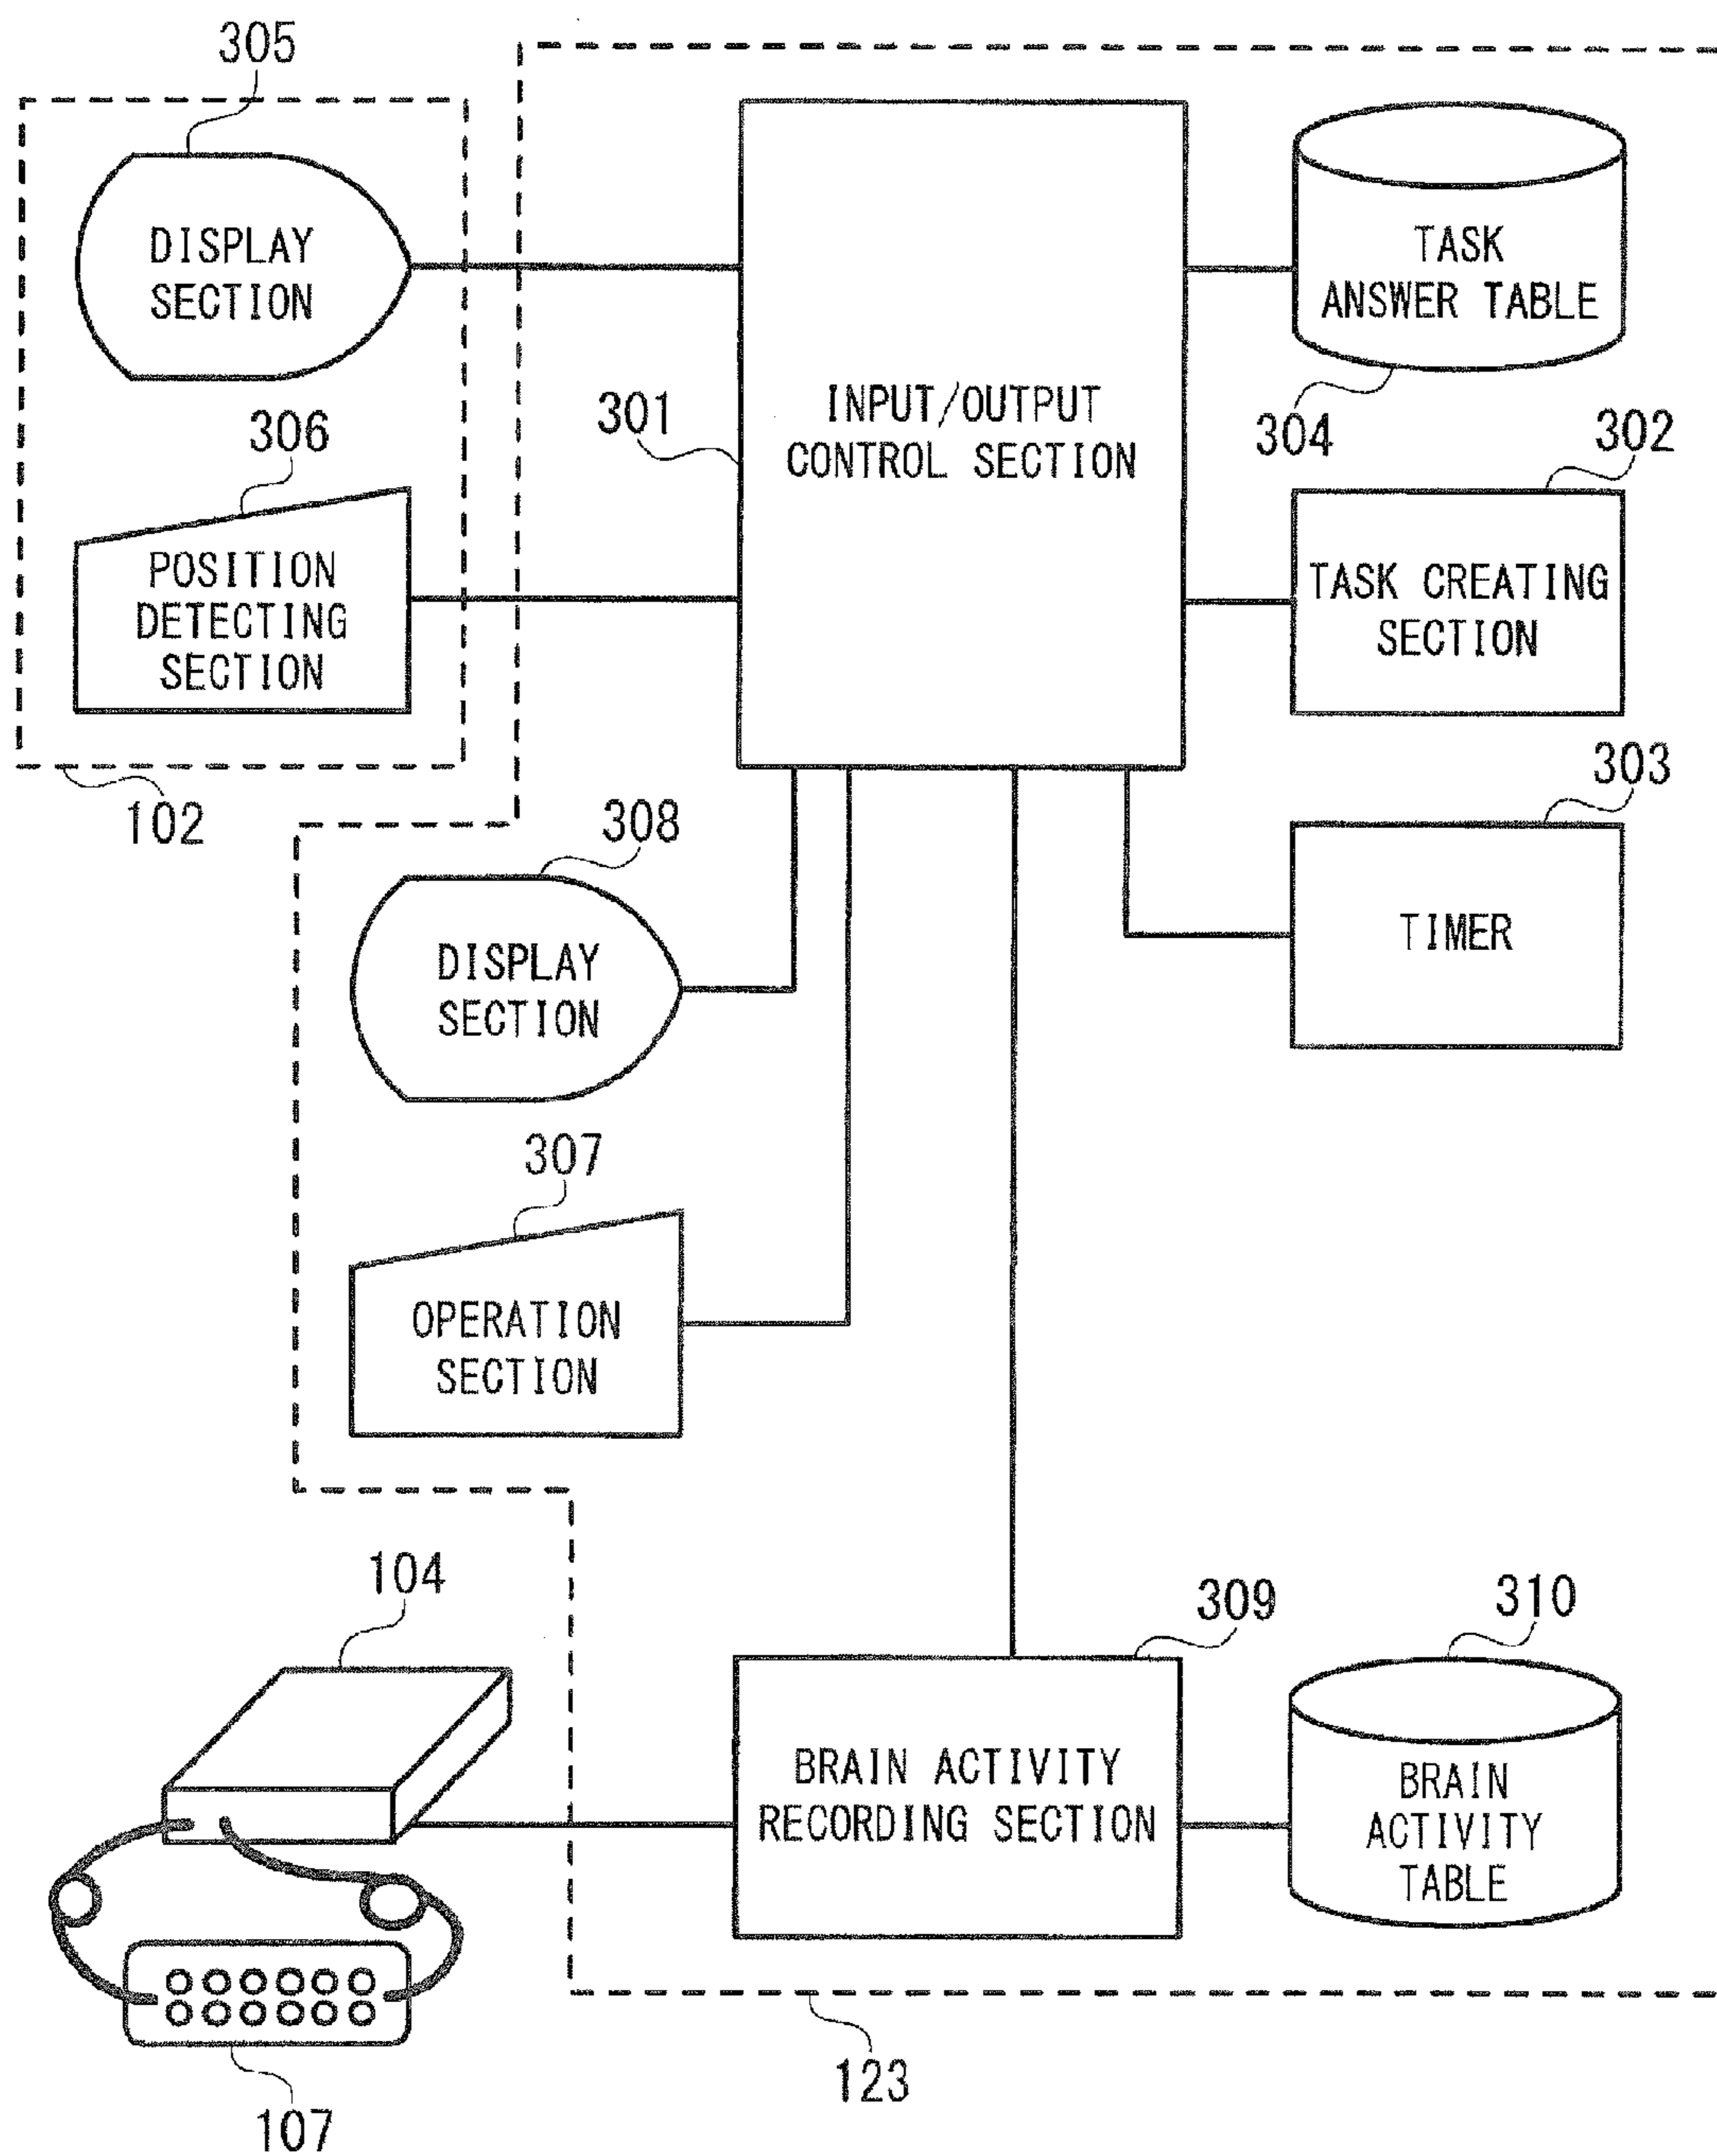 305
DISPLAY
SECTION
306
POSITION
DETECTING
SECTION
102
301
INPUT/OUTPUT
CONTROL SECTION
TASK
ANSWER TABLE
304
302
TASK CREATING
SECTION
303
TIMER
308
DISPLAY
SECTION
307
OPERATION
SECTION
104
107
309
BRAIN ACTIVITY
RECORDING SECTION
310
BRAIN
ACTIVITY
TABLE
123